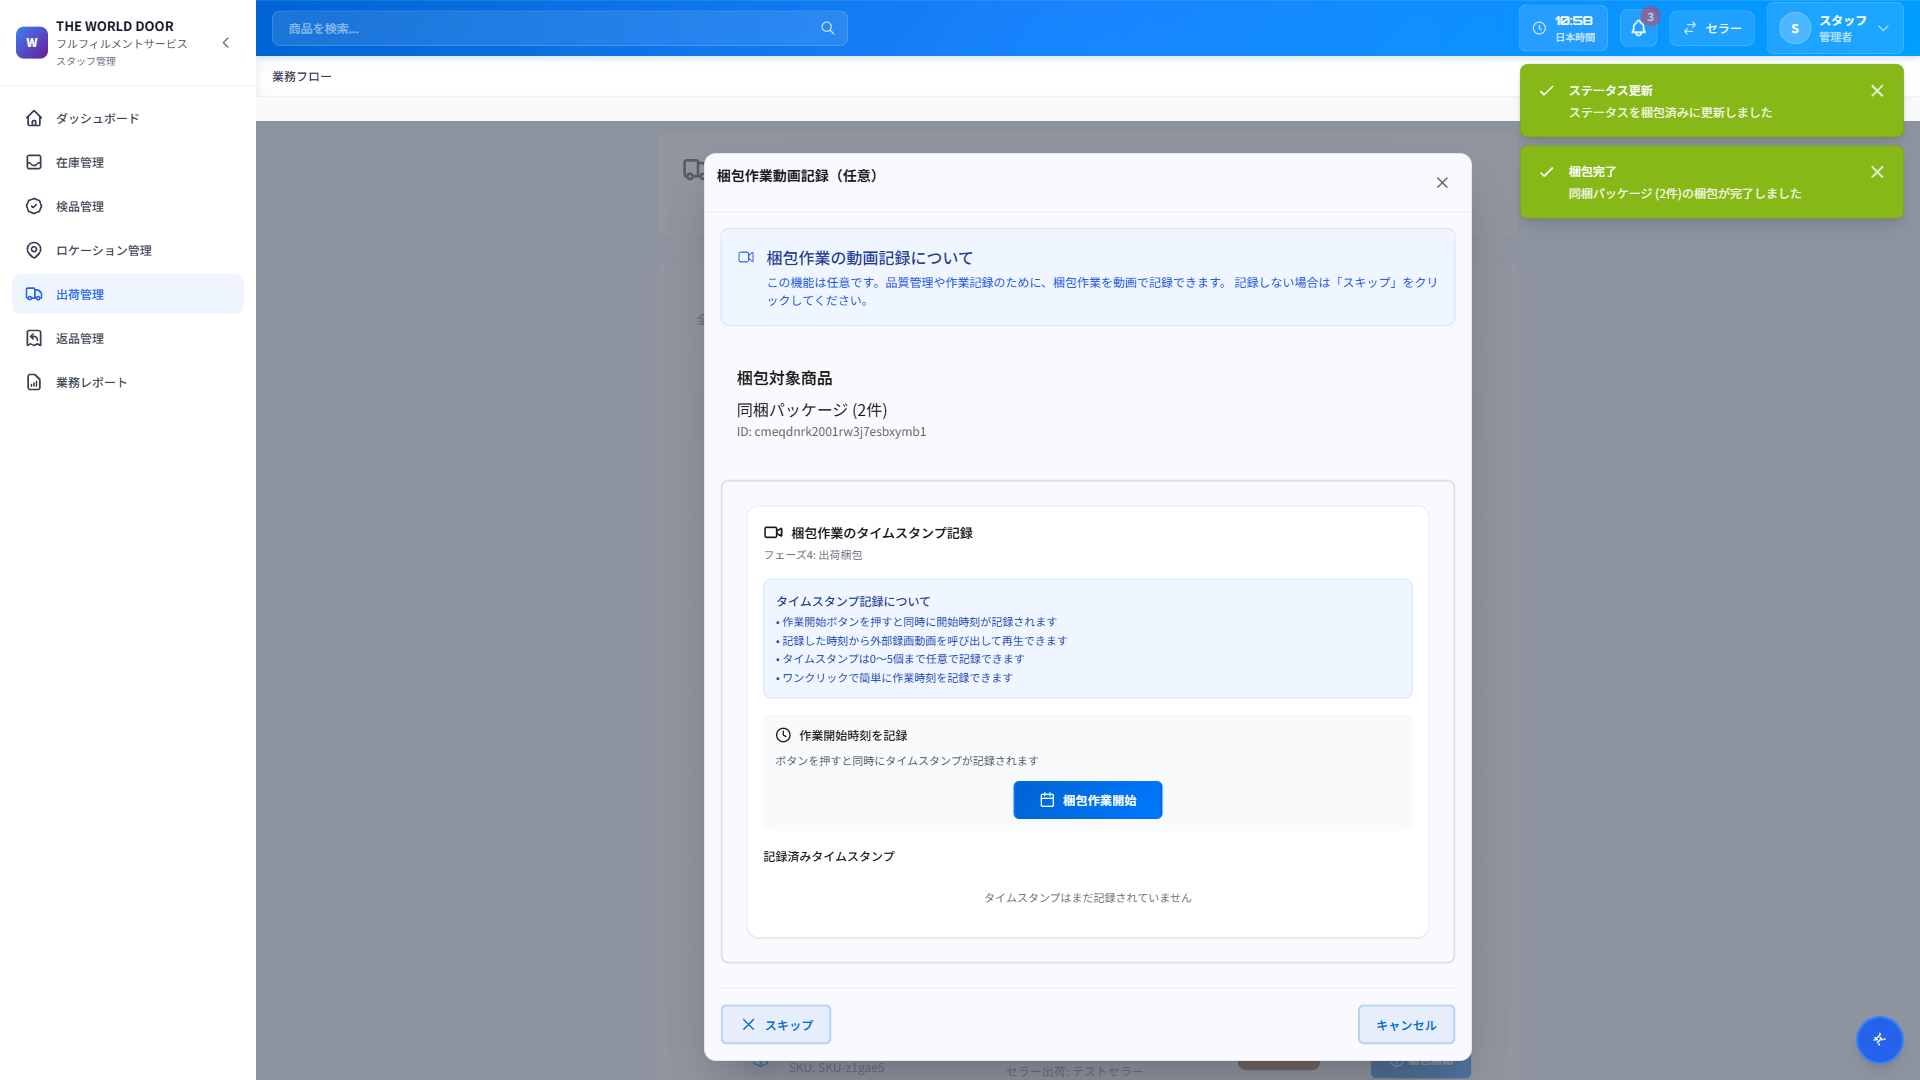 W
THE WORLD DOOR
フルフィルメントサービス
スタッフ管理
ダッシュボード
在庫管理
検品管理
ロケーション管理
出荷管理
返品管理
業務レポート
商品を検索...
10:58
日本時間
3
セラー
S
スタッフ
管理者
業務フロー
ステータス更新
ステータスを梱包済みに更新しました
梱包完了
同梱パッケージ (2件)の梱包が完了しました
梱包作業動画記録（任意）
梱包作業の動画記録について
この機能は任意です。品質管理や作業記録のために、梱包作業を動画で記録できます。 記録しない場合は「スキップ」をクリ
ックしてください。
梱包対象商品
同梱パッケージ (2件)
ID: cmeqdnrk2001rw3j7esbxymb1
梱包作業のタイムスタンプ記録
フェーズ4: 出荷梱包
タイムスタンプ記録について
• 作業開始ボタンを押すと同時に開始時刻が記録されます
• 記録した時刻から外部録画動画を呼び出して再生できます
• タイムスタンプは0〜5個まで任意で記録できます
• ワンクリックで簡単に作業時刻を記録できます
作業開始時刻を記録
ボタンを押すと同時にタイムスタンプが記録されます
梱包作業開始
記録済みタイムスタンプ
タイムスタンプはまだ記録されていません
スキップ
キャンセル
SKU: SKU-z1gae5
セラー出荷: テストセラー